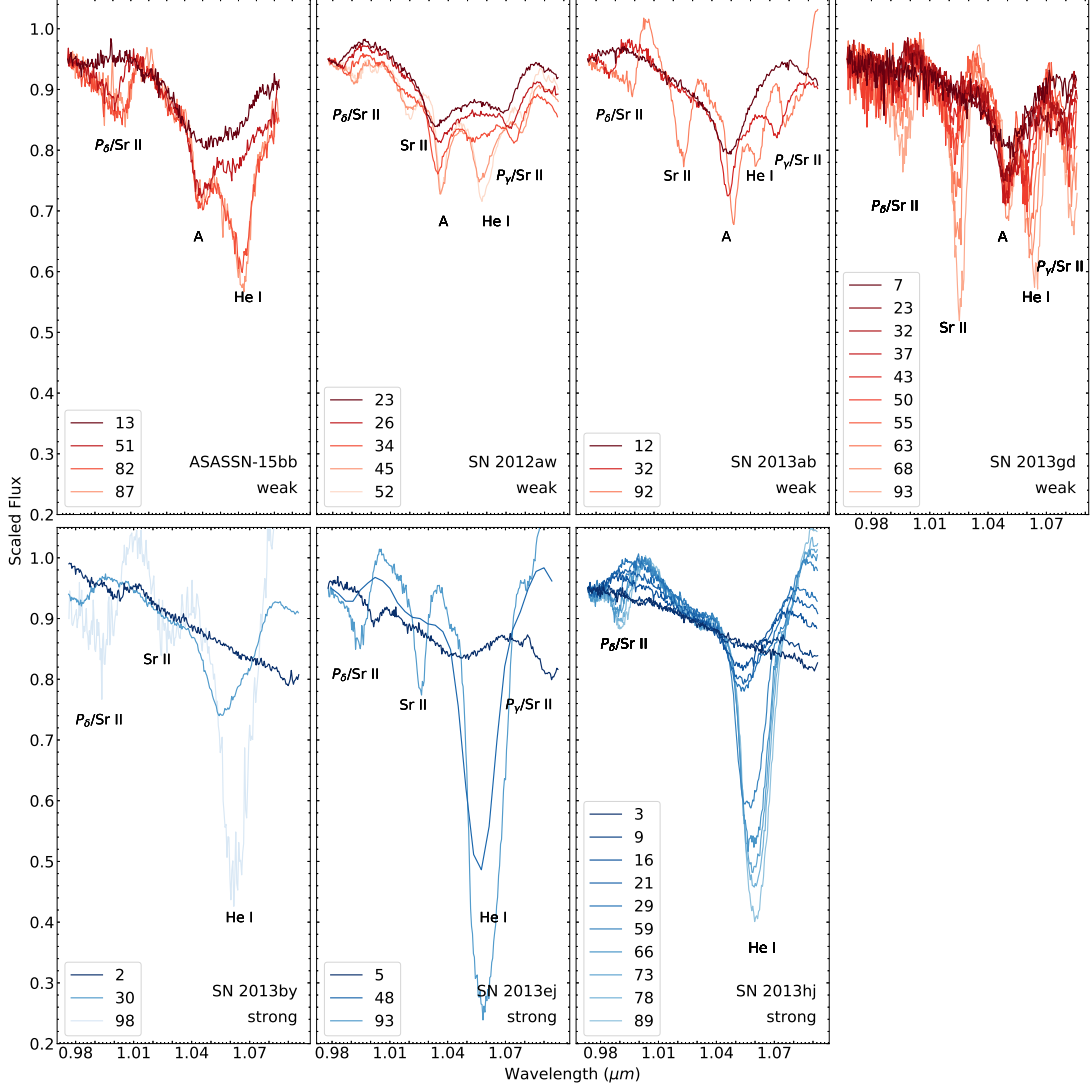 1.0
0.9
0.8
0.7
0.6
0.5
0.4
0.3
0.2
Pδ/Sr II
A
He I
13
51
82
87
ASASSN-15bb
weak
Pδ/Sr II
Sr II
Pγ/Sr II
A
He I
23
26
34
45
52
SN 2012aw
weak
Pδ/Sr II
Sr II
He I
Pγ/Sr II
A
12
32
92
SN 2013ab
weak
Pδ/Sr II
A
Pγ/Sr II
He I
Sr II
7
23
32
37
43
50
55
63
68
93
SN 2013gd
weak
0.98
1.01
1.04
1.07
Scaled Flux
1.0
0.9
0.8
0.7
0.6
0.5
0.4
0.3
0.2
Sr II
Pδ/Sr II
He I
2
30
98
SN 2013by
strong
0.98
1.01
1.04
1.07
Pδ/Sr II
Sr II
Pγ/Sr II
He I
5
48
93
SN 2013ej
strong
0.98
1.01
1.04
1.07
Pδ/Sr II
He I
3
9
16
21
29
59
66
73
78
89
SN 2013hj
strong
0.98
1.01
1.04
1.07
Wavelength (μm)